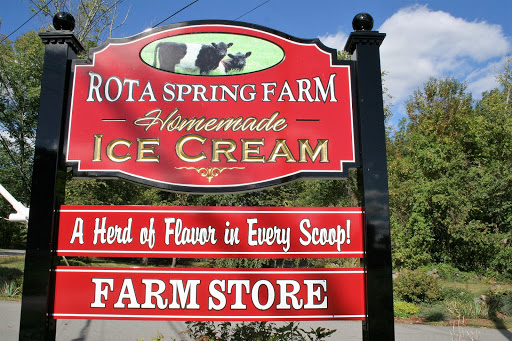 ROTA SPRING FARM
Homemade
ICE CREAM
A Herd of Flavor in Every Scoop!
FARM STORE